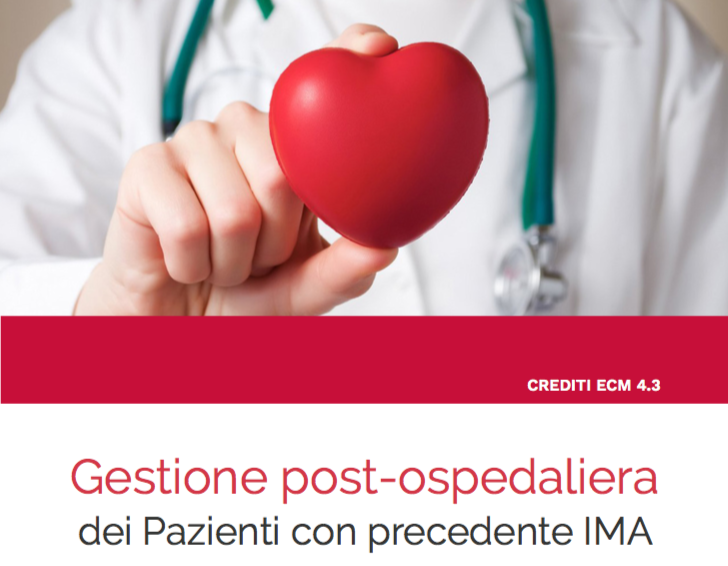 CREDITI ECM 4.3
Gestione post-ospedaliera
dei Pazienti con precedente IMA